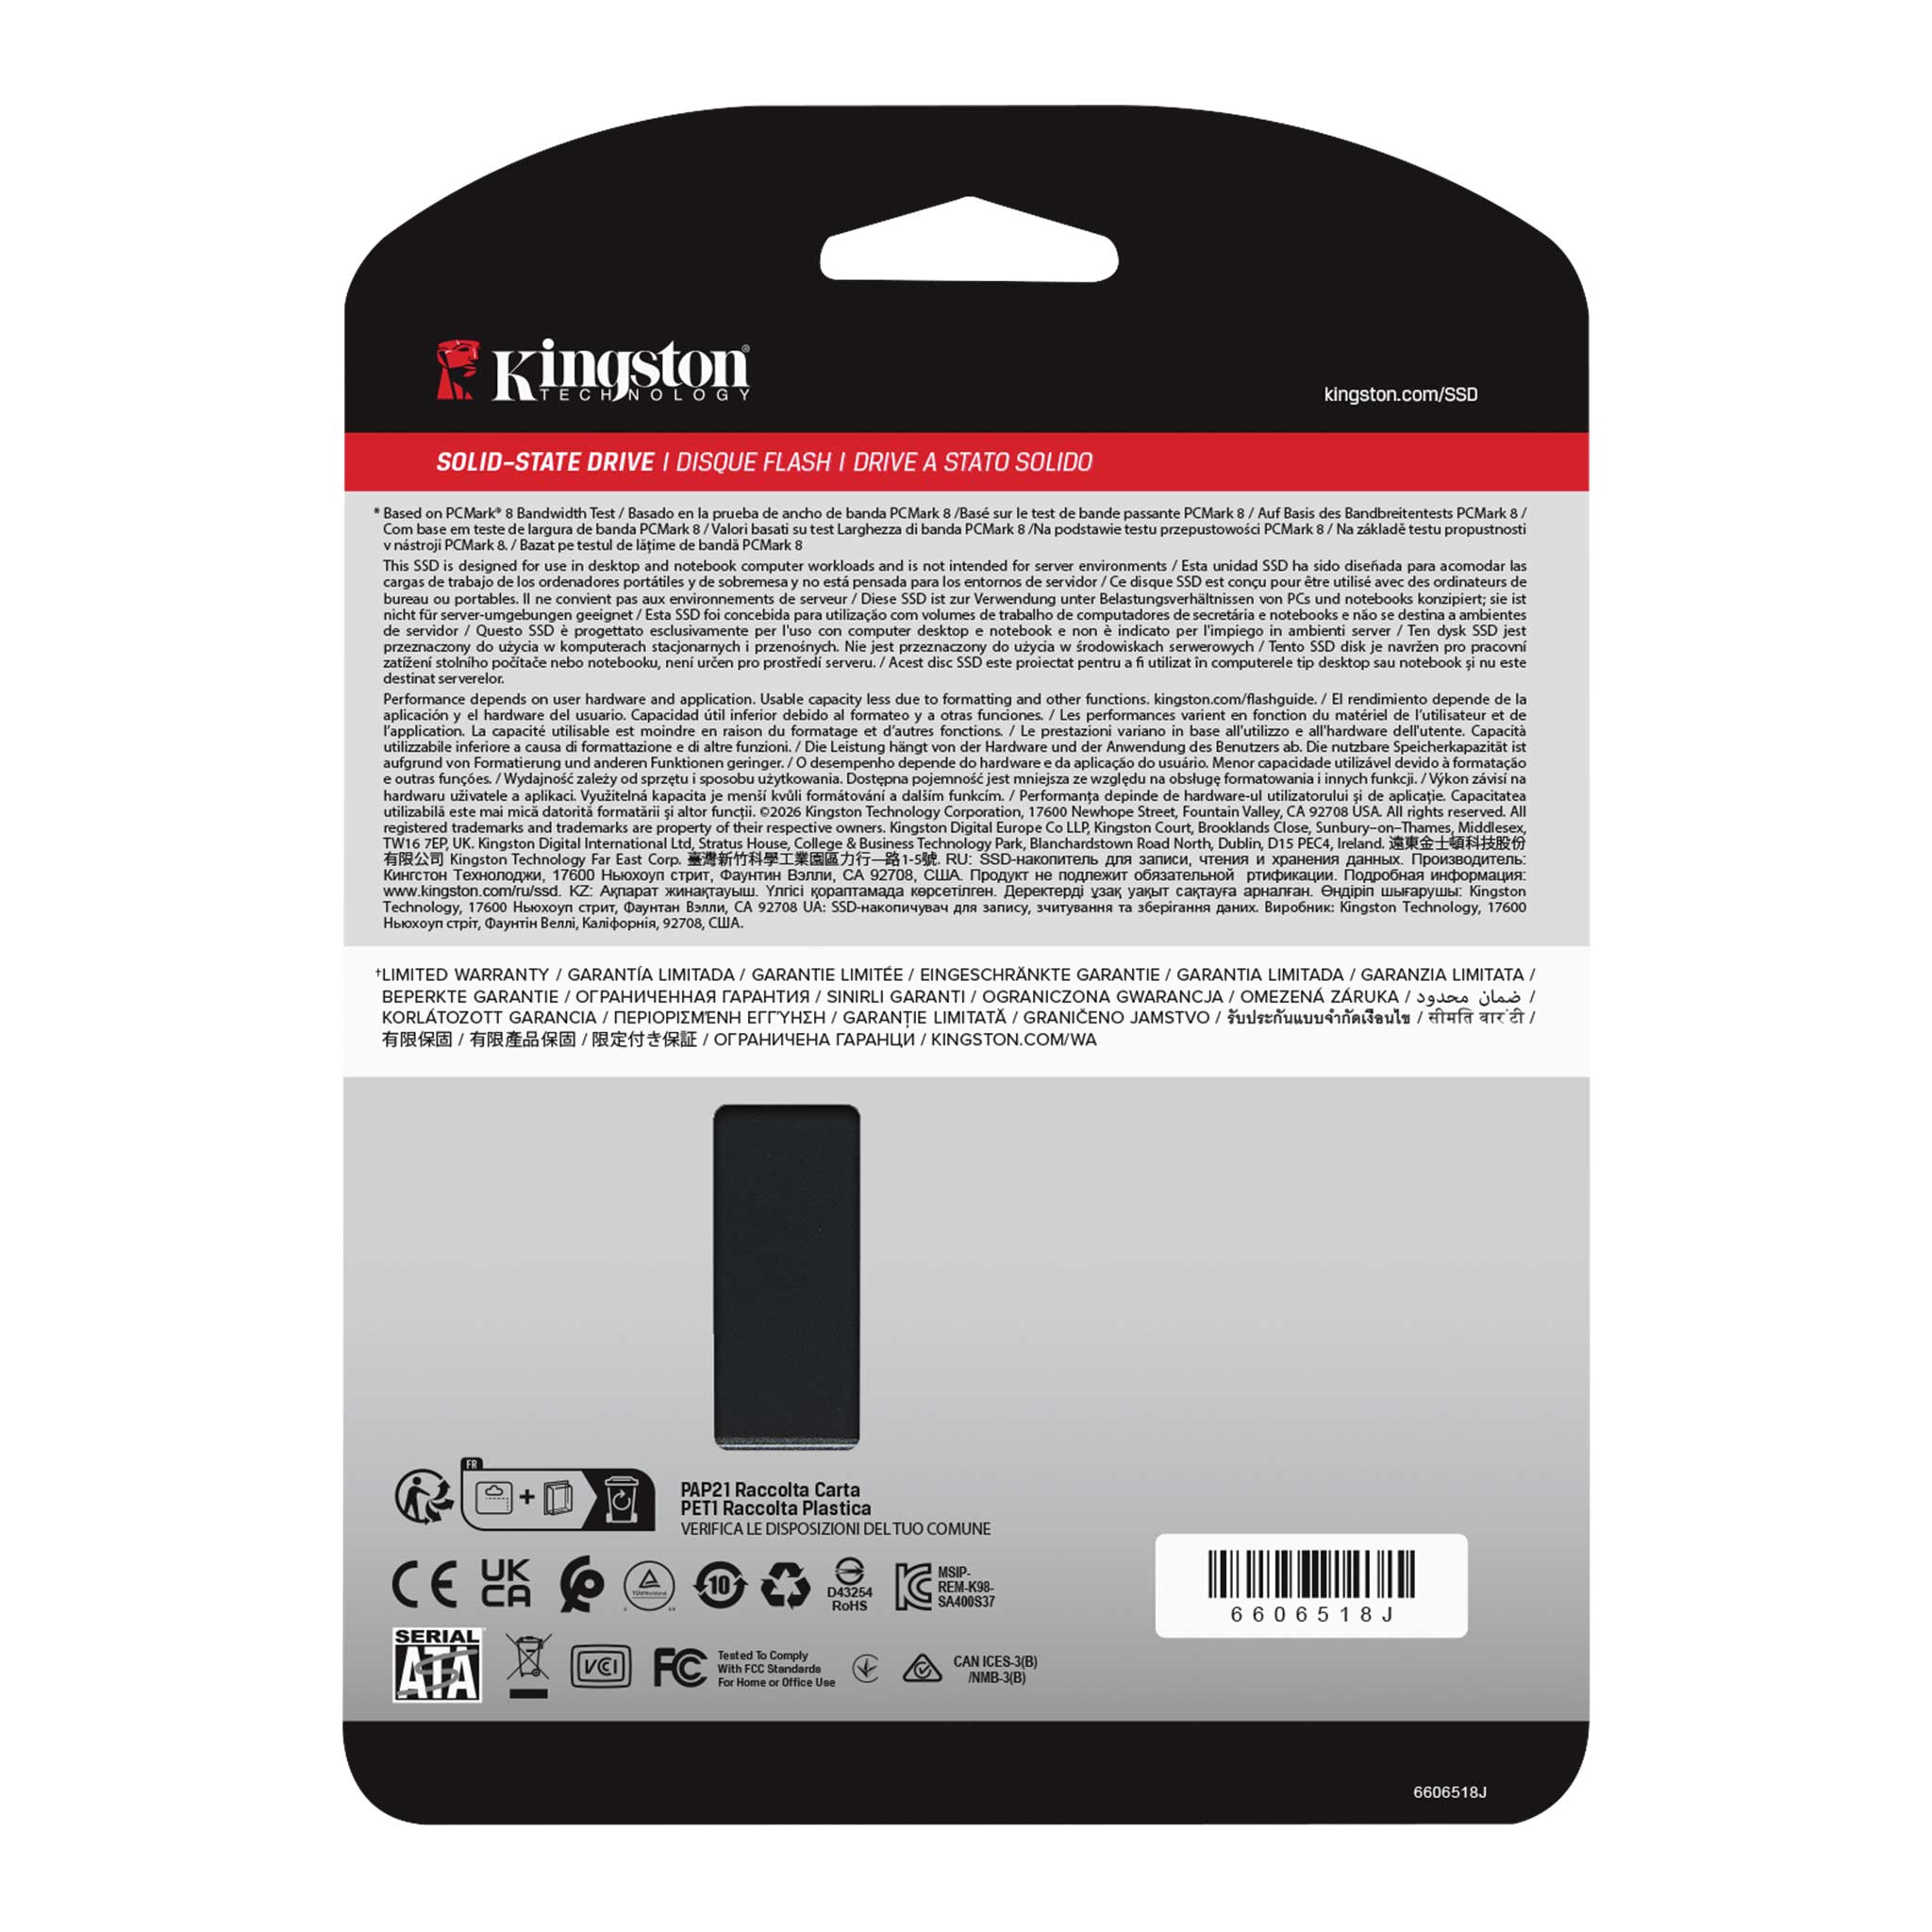 Kingston®
TECHNOLOGY
kingston.com/SSD
SOLID-STATE DRIVE | DISQUE FLASH | DRIVE A STATO SOLIDO
* Based on PCMark® 8 Bandwidth Test / Basado en la prueba de ancho de banda PCMark 8 /Basé sur le test de bande passante PCMark 8 / Auf Basis des Bandbreitentests PCMark 8 /
Com base em teste de largura de banda PCMark 8 / Valori basati su test Larghezza di banda PCMark 8 /Na podstawie testu przepustowości PCMark 8 / Na základě testu propustnosti
v nástroji PCMark 8. / Bazat pe testul de lăţime de bandă PCMark 8
This SSD is designed for use in desktop and notebook computer workloads and is not intended for server environments / Esta unidad SSD ha sido diseñada para acomodar las
cargas de trabajo de los ordenadores portátiles y de sobremesa y no está pensada para los entornos de servidor / Ce disque SSD est conçu pour être utilisé avec des ordinateurs de
bureau ou portables. Il ne convient pas aux environnements de serveur / Diese SSD ist zur Verwendung unter Belastungsverhältnissen von PCs und notebooks konzipiert; sie ist
nicht für server-umgebungen geeignet / Esta SSD foi concebida para utilização com volumes de trabalho de computadores de secretária e notebooks e não se destina a ambientes
de servidor / Questo SSD è progettato esclusivamente per l'uso con computer desktop e notebook e non è indicato per l'impiego in ambienti server / Ten dysk SSD jest
przeznaczony do użycia w komputerach stacjonarnych i przenośnych. Nie jest przeznaczony do użycia w środowiskach serwerowych / Tento SSD disk je navržen pro pracovní
zatížení stolního počítače nebo notebooku, není určen pro prostředí serveru. / Acest disc SSD este proiectat pentru a fi utilizat în computerele tip desktop sau notebook şi nu este
destinat serverelor.
Performance depends on user hardware and application. Usable capacity less due to formatting and other functions. kingston.com/flashguide. / El rendimiento depende de la
aplicación y el hardware del usuario. Capacidad útil inferior debido al formateo y a otras funciones. / Les performances varient en fonction du matériel de l’utilisateur et de
l’application. La capacité utilisable est moindre en raison du formatage et d’autres fonctions. / Le prestazioni variano in base all'utilizzo e all'hardware dell'utente. Capacità
utilizzabile inferiore a causa di formattazione e di altre funzioni. / Die Leistung hängt von der Hardware und der Anwendung des Benutzers ab. Die nutzbare Speicherkapazität ist
aufgrund von Formatierung und anderen Funktionen geringer. / O desempenho depende do hardware e da aplicação do usuário. Menor capacidade utilizável devido à formatação
e outras funções. / Wydajność zależy od sprzętu i sposobu użytkowania. Dostępna pojemność jest mniejsza ze względu na obsługę formatowania i innych funkcji. / Výkon závisí na
hardwaru uživatele a aplikaci. Využitelná kapacita je menší kvůli formátování a dalším funkcím. / Performanţa depinde de hardware-ul utilizatorului şi de aplicaţie. Capacitatea
utilizabilă este mai mică datorită formatării şi altor funcţii. ©2026 Kingston Technology Corporation, 17600 Newhope Street, Fountain Valley, CA 92708 USA. All rights reserved. All
registered trademarks and trademarks are property of their respective owners. Kingston Digital Europe Co LLP, Kingston Court, Brooklands Close, Sunbury-on-Thames, Middlesex,
TW16 7EP, UK. Kingston Digital International Ltd, Stratus House, College & Business Technology Park, Blanchardstown Road North, Dublin, D15 PEC4, Ireland. 遠東金士頓科技股份
有限公司 Kingston Technology Far East Corp. 臺灣新竹科學工業園區力行一路1-5號. RU: SSD-накопитель для записи, чтения и хранения данных. Производитель:
Кингстон Технолоджи, 17600 Ньюхоуп стрит, Фаунтин Вэлли, CA 92708, США. Продукт не подлежит обязательной ртификации. Подробная информация:
www.kingston.com/ru/ssd. KZ: Ақпарат жинақтауыш. Үлгісі қораптамада көрсетілген. Деректерді ұзақ уақыт сақтауға арналған. Өндіріп шығарушы: Kingston
Technology, 17600 Ньюхоуп стрит, Фаунтан Вэлли, CA 92708 UA: SSD-накопичувач для запису, зчитування та зберігання даних. Виробник: Kingston Technology, 17600
Ньюхоуп стріт, Фаунтін Веллі, Каліфорнія, 92708, США.
†LIMITED WARRANTY / GARANTÍA LIMITADA / GARANTIE LIMITÉE / EINGESCHRÄNKTE GARANTIE / GARANTIA LIMITADA / GARANZIA LIMITATA /
BEPERKTE GARANTIE / ОГРАНИЧЕННАЯ ГАРАНТИЯ / SINIRLI GARANTI / OGRANICZONA GWARANCJA / OMEZENÁ ZÁRUKA / ضمان محدود /
KORLÁTOZOTT GARANCIA / ΠΕΡΙΟΡΙΣΜΈΝΗ ΕΓΓΎΗΣΗ / GARANȚIE LIMITATĂ / GRANIČENO JAMSTVO / รับประกันแบบจำกัดเงื่อนไข / सीमति वारंटी /
有限保固 / 有限產品保固 / 限定付き保証 / ОГРАНИЧЕНА ГАРАНЦИ / KINGSTON.COM/WA
FR
PAP21 Raccolta Carta
PET1 Raccolta Plastica
VERIFICA LE DISPOSIZIONI DEL TUO COMUNE
CE UK CA
10
D43254
RoHS
MSIP-
REM-K98-
SA400S37
6606518J
SERIAL
ATA
VCI
FC
Tested To Comply
With FCC Standards
For Home or Office Use
CAN ICES-3(B)
/NMB-3(B)
6606518J